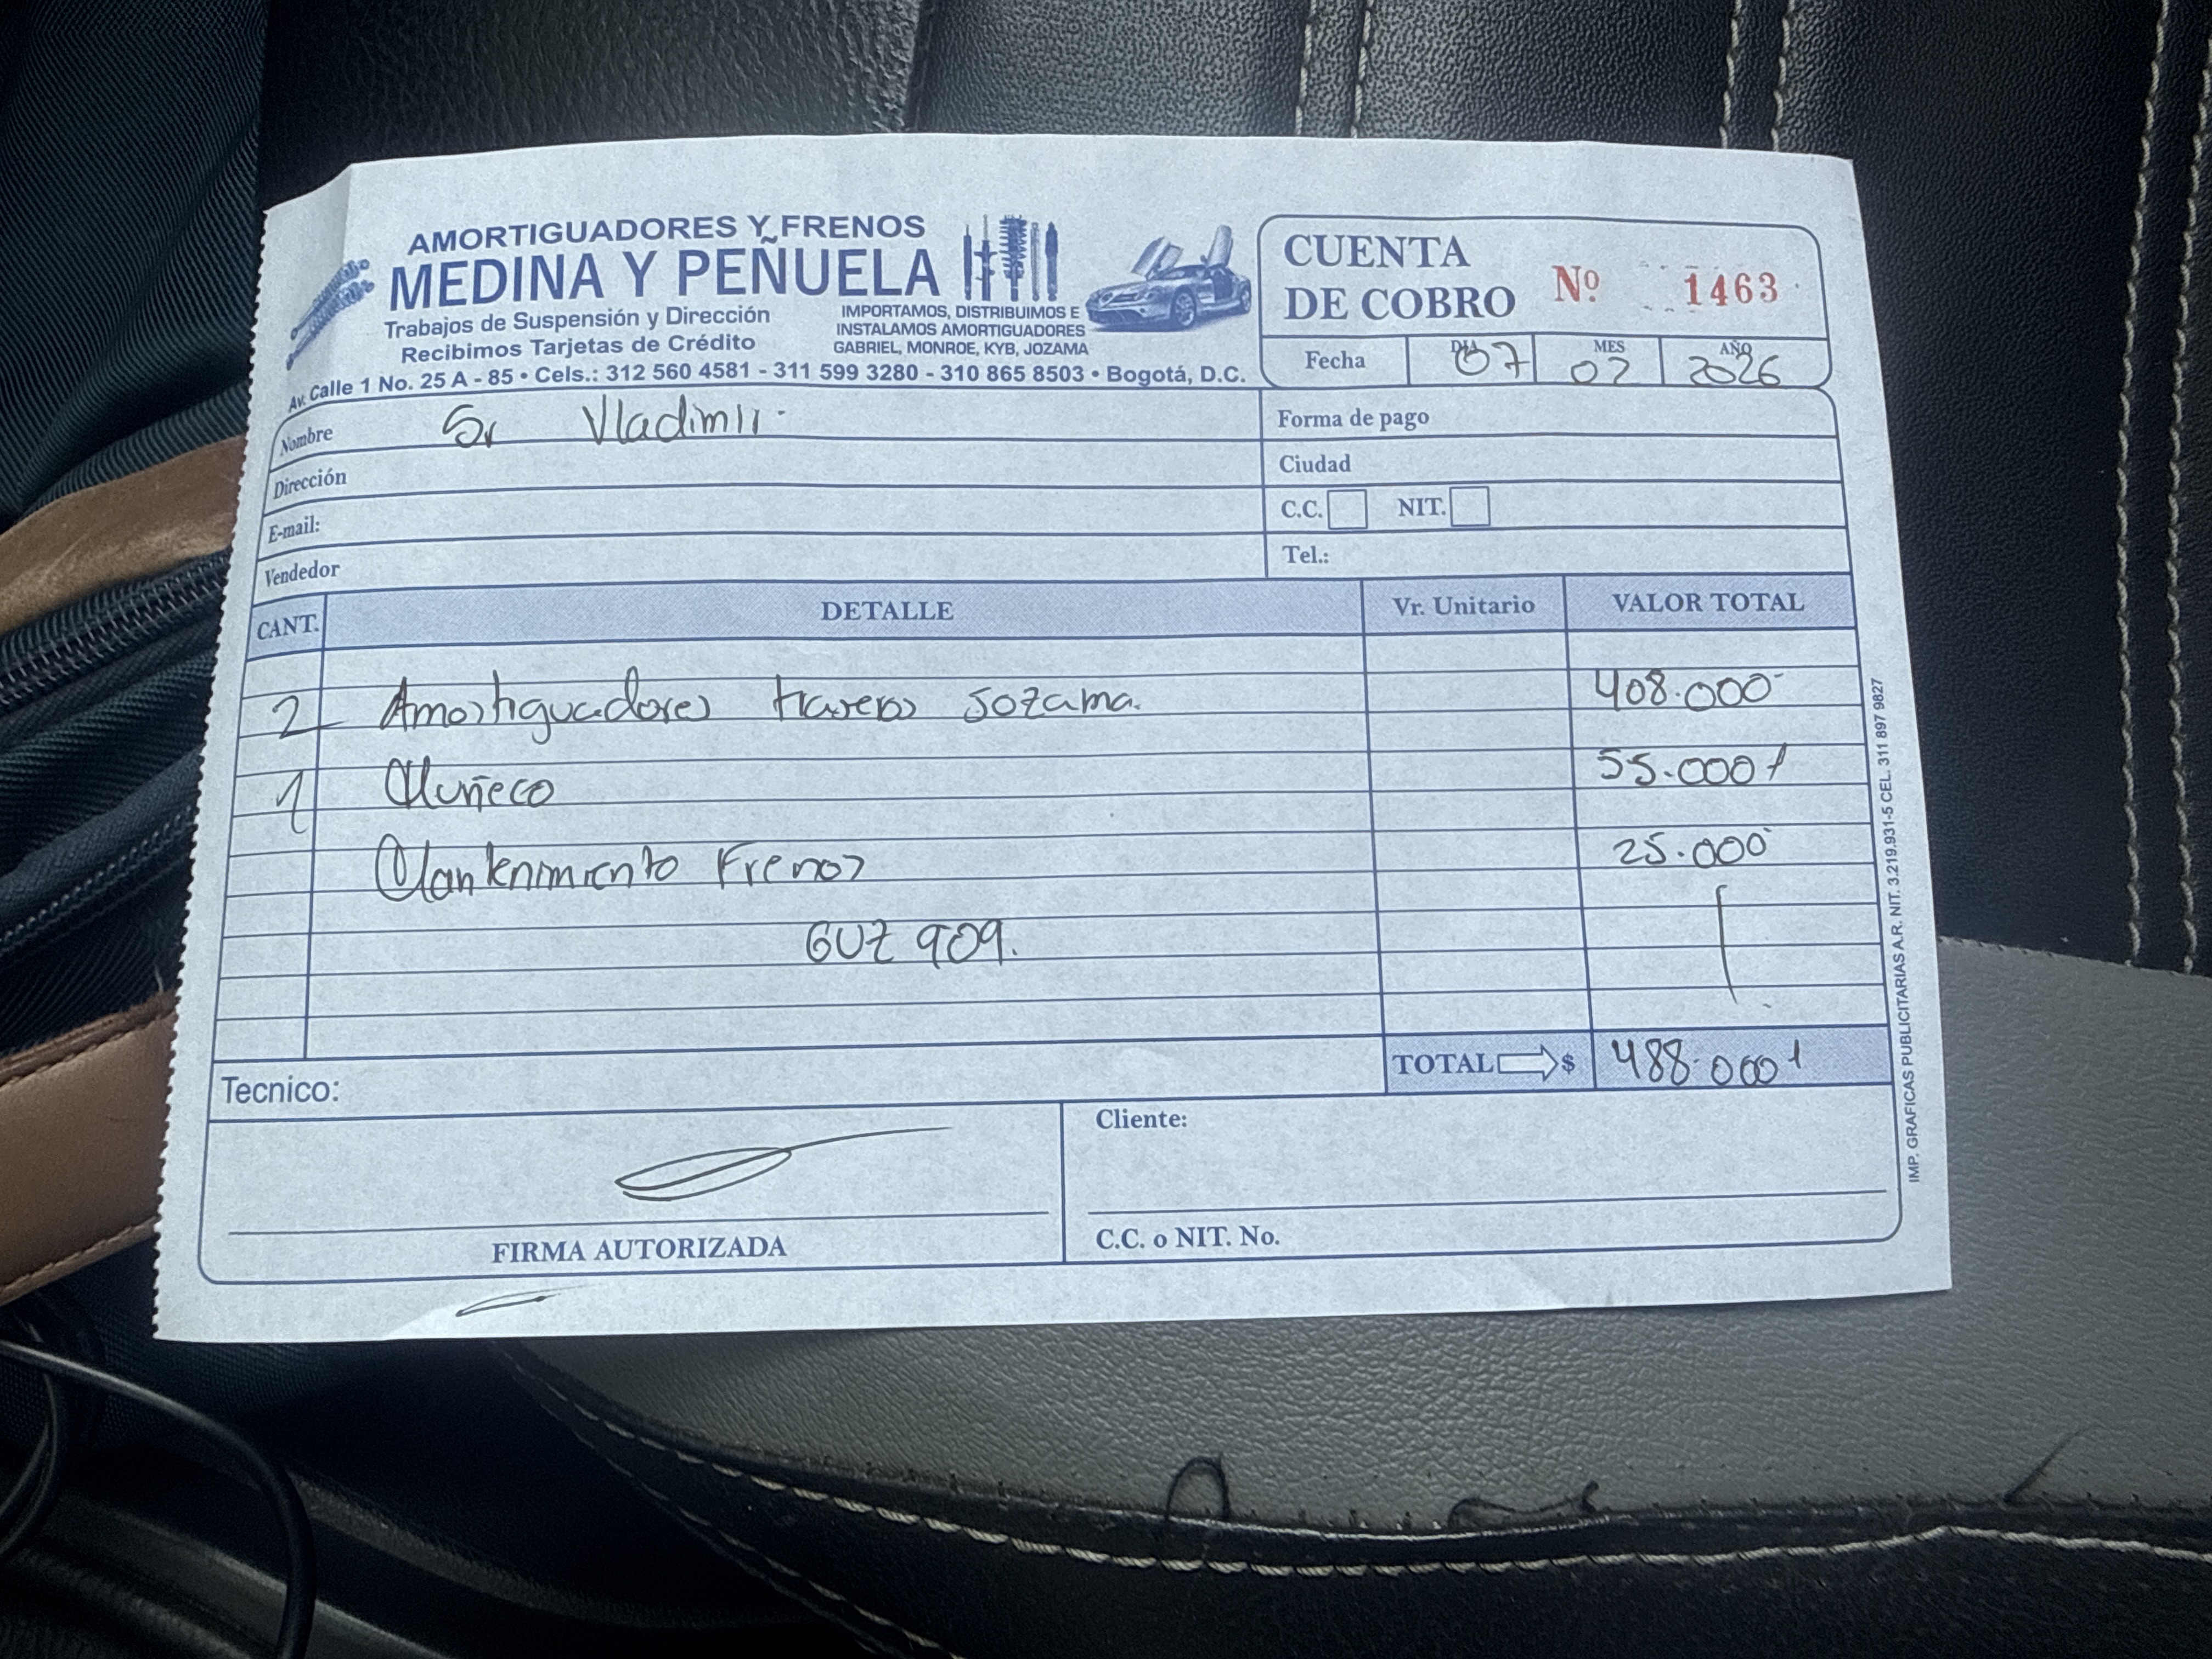 AMORTIGUADORES Y FRENOS
MEDINA Y PEÑUELA
Trabajos de Suspensión y Dirección
Recibimos Tarjetas de Crédito
IMPORTAMOS, DISTRIBUIMOS E
INSTALAMOS AMORTIGUADORES
GABRIEL, MONROE, KYB, JOZAMA
Av. Calle 1 No. 25 A - 85 • Cels.: 312 560 4581 - 311 599 3280 - 310 865 8503 • Bogotá, D.C.
CUENTA
DE COBRO Nº 1463
Fecha DIA 07 MES 02 AÑO 2026
Nombre Sr Vladimir
Forma de pago
Dirección
Ciudad
E-mail:
C.C. NIT.
Vendedor
Tel.:
CANT. DETALLE Vr. Unitario VALOR TOTAL
2 Amortiguadores traseros Jozama. 408.000
1 Muñeco 55.000
Mantenimiento Frenos 25.000
GUZ 909.
TOTAL $ 488.000
Tecnico:
Cliente:
FIRMA AUTORIZADA
C.C. o NIT. No.
IMP. GRAFICAS PUBLICITARIAS A.R. NIT. 3.219.931-5 CEL. 311 897 9827